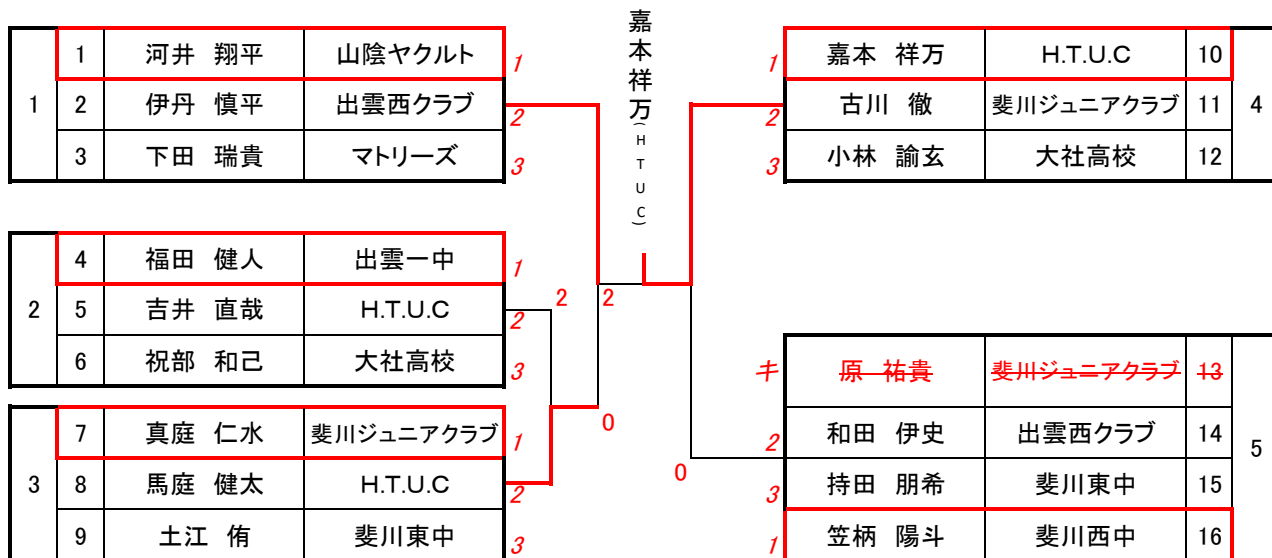 嘉本祥万(HTUC)
1 1 河井 翔平 山陰ヤクルト 1
2 伊丹 慎平 出雲西クラブ 2
3 下田 瑞貴 マトリーズ 3
2 4 福田 健人 出雲一中 1
5 吉井 直哉 H.T.U.C 2
6 祝部 和己 大社高校 3
3 7 真庭 仁水 斐川ジュニアクラブ 1
8 馬庭 健太 H.T.U.C 2
9 土江 侑 斐川東中 3
2 2
0
0
1 嘉本 祥万 H.T.U.C 10 4
2 古川 徹 斐川ジュニアクラブ 11
3 小林 諭玄 大社高校 12
キ 原 祐貴 斐川ジュニアクラブ 13 5
2 和田 伊史 出雲西クラブ 14
3 持田 朋希 斐川東中 15
1 笠柄 陽斗 斐川西中 16